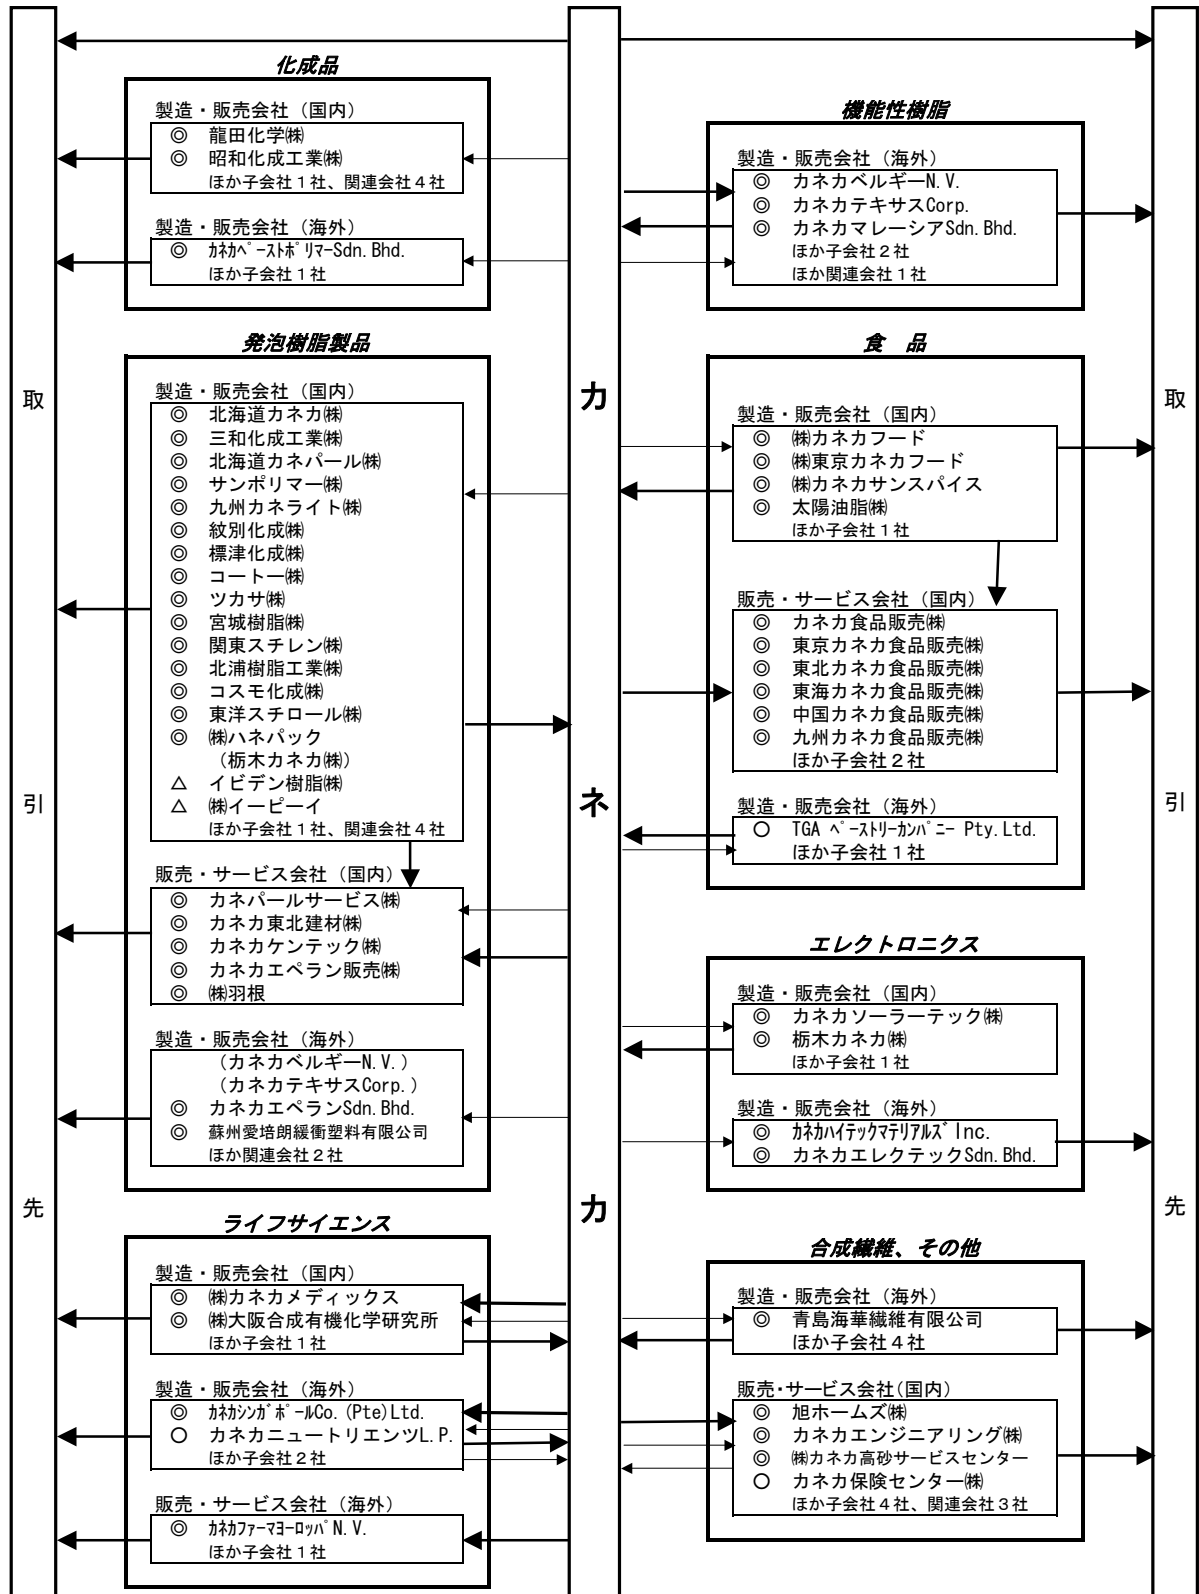 取
引
先
化成品
製造・販売会社（国内）
◎ 龍田化学㈱
◎ 昭和化成工業㈱
ほか子会社１社、関連会社４社
製造・販売会社（海外）
◎ ｶﾈｶﾍﾟｰｽﾄﾎﾟﾘﾏｰSdn.Bhd.
ほか子会社１社
発泡樹脂製品
製造・販売会社（国内）
◎ 北海道カネカ㈱
◎ 三和化成工業㈱
◎ 北海道カネパール㈱
◎ サンポリマー㈱
◎ 九州カネライト㈱
◎ 紋別化成㈱
◎ 標津化成㈱
◎ コートー㈱
◎ ツカサ㈱
◎ 宮城樹脂㈱
◎ 関東スチレン㈱
◎ 北浦樹脂工業㈱
◎ コスモ化成㈱
◎ 東洋スチロール㈱
◎ ㈱ハネパック
（栃木カネカ㈱）
△ イビデン樹脂㈱
△ ㈱イーピーイ
ほか子会社１社、関連会社４社
販売・サービス会社（国内）
◎ カネパールサービス㈱
◎ カネカ東北建材㈱
◎ カネカケンテック㈱
◎ カネカエペラン販売㈱
◎ ㈱羽根
製造・販売会社（海外）
（カネカベルギーN.V.）
（カネカテキサスCorp.）
◎ カネカエペランSdn.Bhd.
◎ 蘇州愛培朗緩衝塑料有限公司
ほか関連会社２社
ライフサイエンス
製造・販売会社（国内）
◎ ㈱カネカメディックス
◎ ㈱大阪合成有機化学研究所
ほか子会社１社
製造・販売会社（海外）
◎ ｶﾈｶｼﾝｶﾞﾎﾟｰﾙCo.(Pte)Ltd.
○ カネカニュートリエンツL.P.
ほか子会社２社
販売・サービス会社（海外）
◎ ｶﾈｶﾌｧｰﾏﾖｰﾛｯﾊﾟN.V.
ほか子会社１社
カ
ネ
カ
機能性樹脂
製造・販売会社（海外）
◎ カネカベルギーN.V.
◎ カネカテキサスCorp.
◎ カネカマレーシアSdn.Bhd.
ほか子会社２社
ほか関連会社１社
食　品
製造・販売会社（国内）
◎ ㈱カネカフード
◎ ㈱東京カネカフード
◎ ㈱カネカサンスパイス
◎ 太陽油脂㈱
ほか子会社１社
販売・サービス会社（国内）
◎ カネカ食品販売㈱
◎ 東京カネカ食品販売㈱
◎ 東北カネカ食品販売㈱
◎ 東海カネカ食品販売㈱
◎ 中国カネカ食品販売㈱
◎ 九州カネカ食品販売㈱
ほか子会社２社
製造・販売会社（海外）
○ TGA ﾍﾟｰｽﾄﾘｰｶﾝﾊﾟﾆｰ Pty.Ltd.
ほか子会社１社
エレクトロニクス
製造・販売会社（国内）
◎ カネカソーラーテック㈱
◎ 栃木カネカ㈱
ほか子会社１社
製造・販売会社（海外）
◎ ｶﾈｶﾊｲﾃｯｸﾏﾃﾘｱﾙｽﾞInc.
◎ カネカエレクテックSdn.Bhd.
合成繊維、その他
製造・販売会社（海外）
◎ 青島海華繊維有限公司
ほか子会社４社
販売・サービス会社(国内)
◎ 旭ホームズ㈱
◎ カネカエンジニアリング㈱
◎ ㈱カネカ高砂サービスセンター
○ カネカ保険センター㈱
ほか子会社４社、関連会社３社
取
引
先